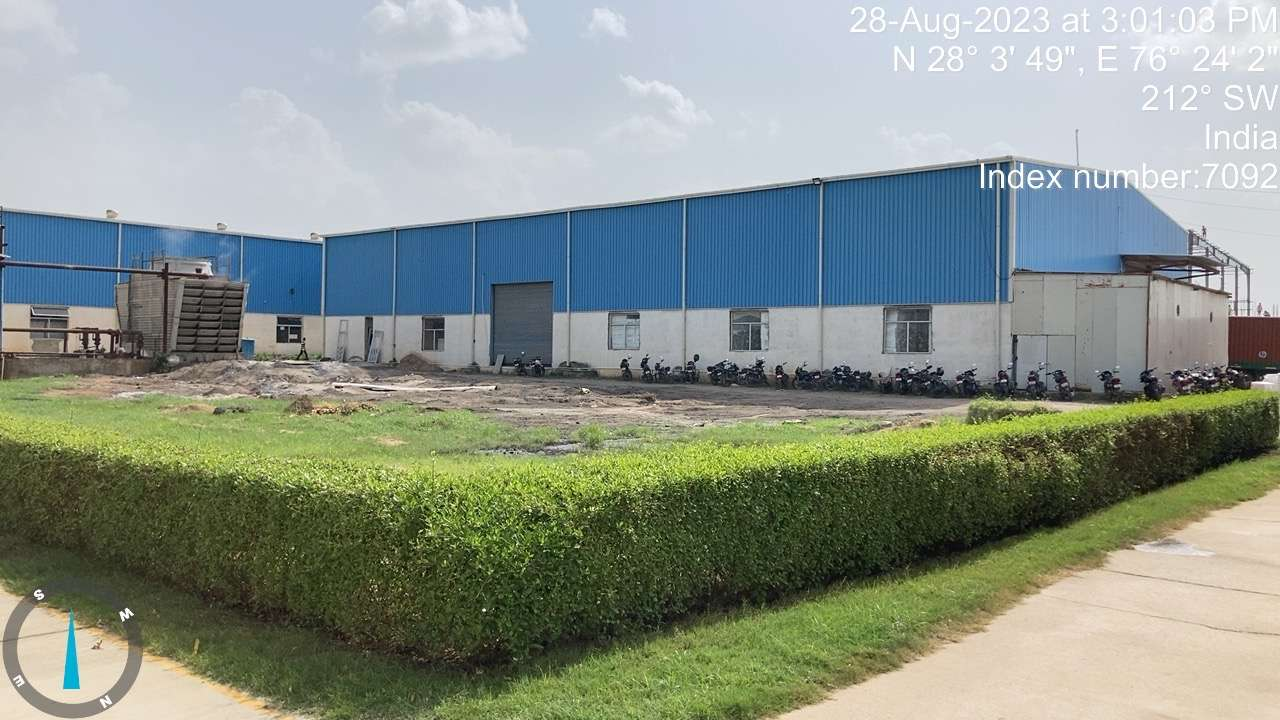 28-Aug-2023 at 3:01:03 PM
N 28° 3' 49", E 76° 24' 2"
212° SW
India
Index number:7092
S
W
E
N